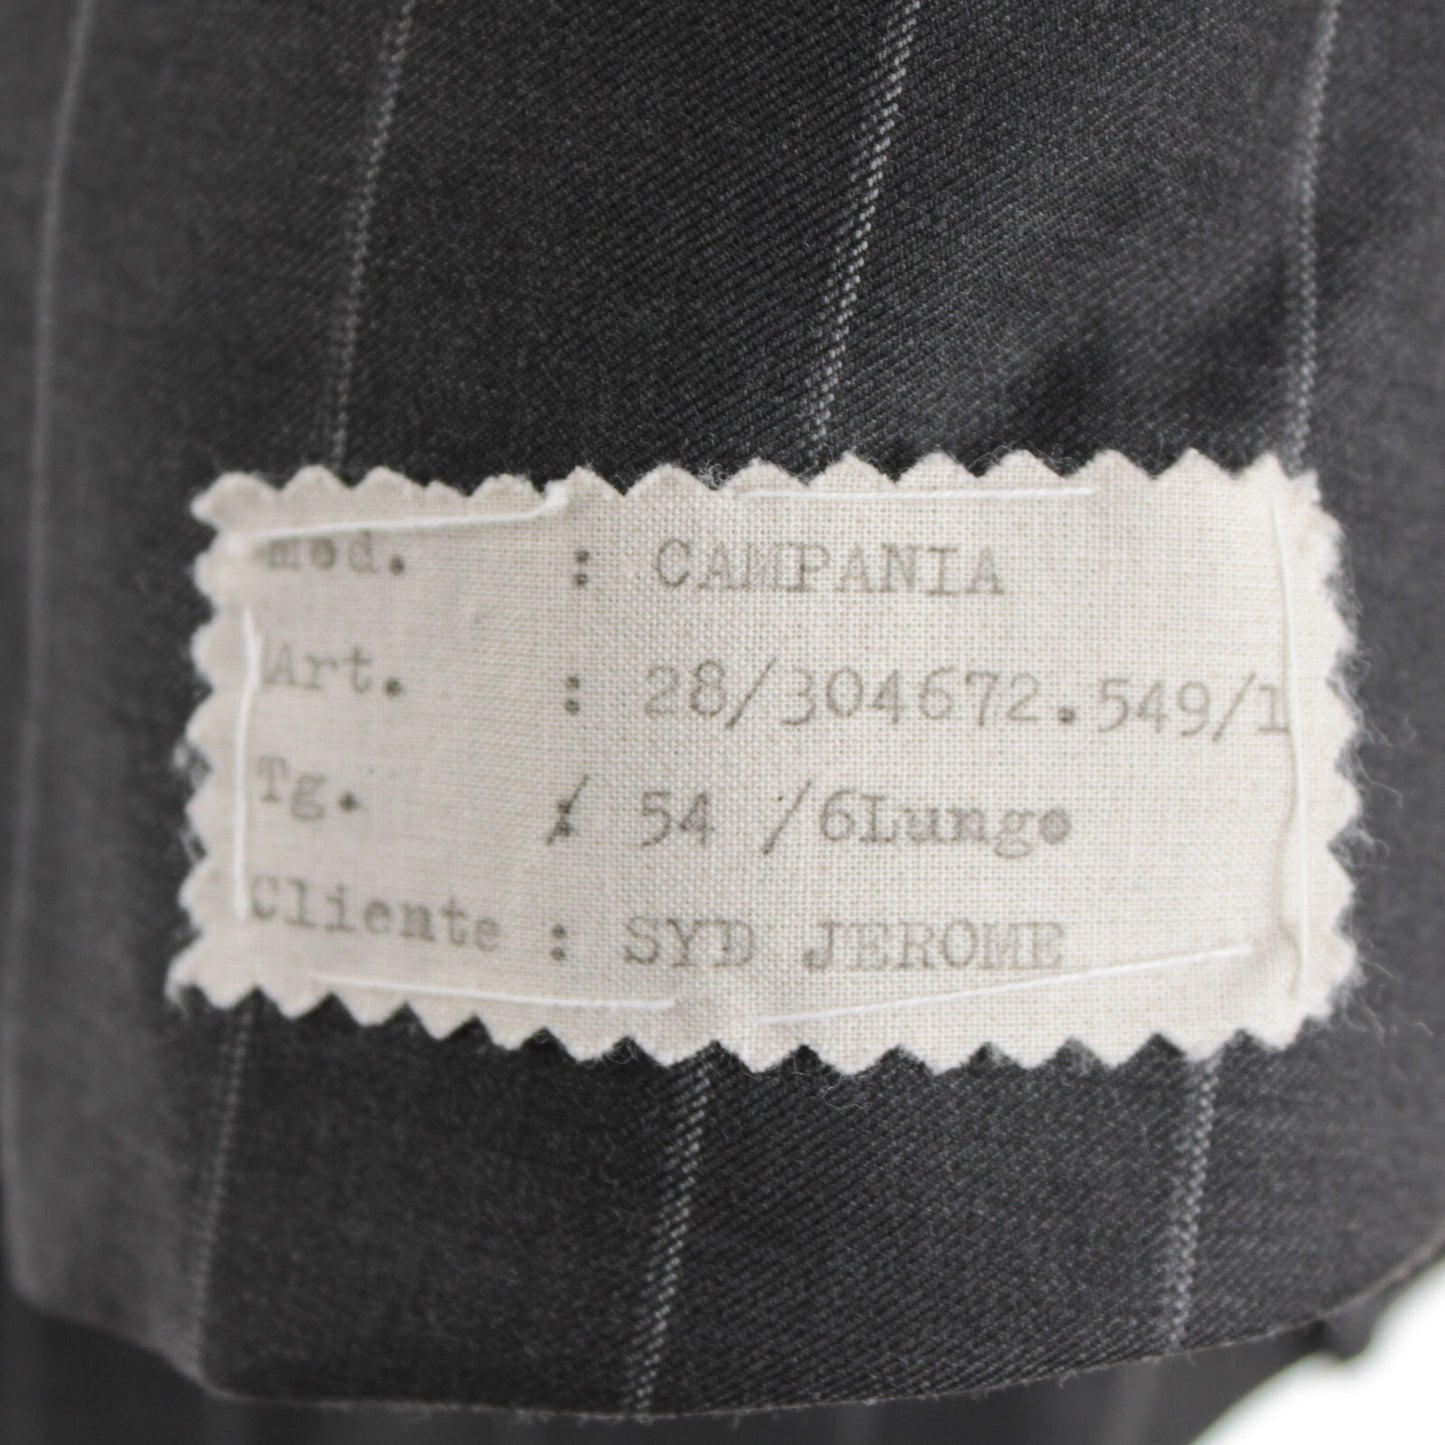 Mod. : CAMPANIA
Art. : 28/304672.549/1
Tg. : 54 /6Lungo
Cliente : SYD JEROME